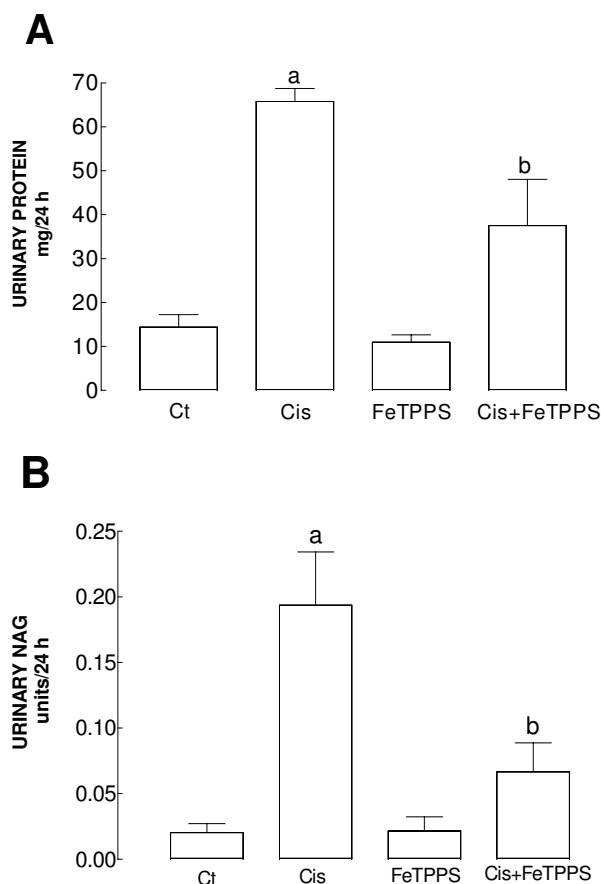 A
URINARY PROTEIN
mg/24 h
70
60
50
40
30
20
10
0
a
b
Ct Cis FeTPPS Cis+FeTPPS
B
URINARY NAG
units/24 h
0.25
0.20
0.15
0.10
0.05
0.00
a
b
Ct Cis FeTPPS Cis+FeTPPS